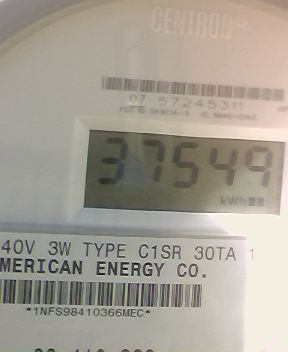 CENTRON®
07 57245311
37549
kWh
40V 3W TYPE C1SR 30TA 1
MERICAN ENERGY CO.
*1NFS98410366MEC*